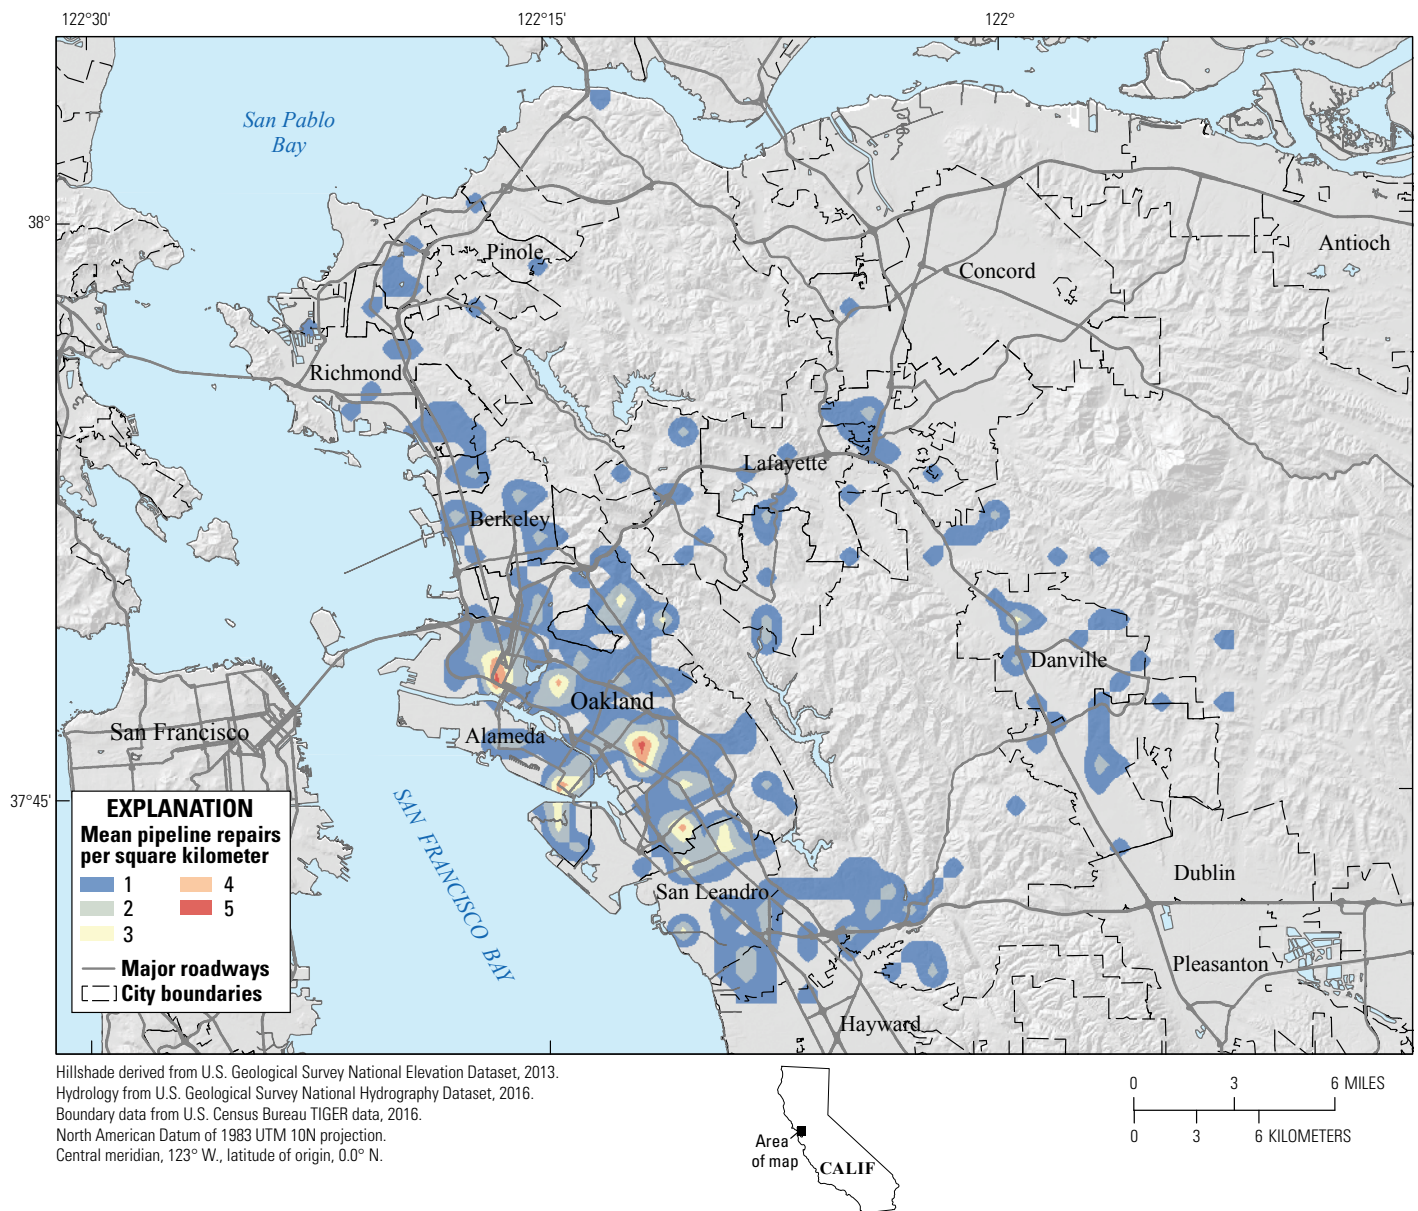 122°30'
122°15'
122°
San Pablo
Bay
38°
Pinole
Antioch
Concord
Richmond
Lafayette
Berkeley
Danville
Oakland
San Francisco
Alameda
37°45'
SAN FRANCISCO BAY
EXPLANATION
Mean pipeline repairs
per square kilometer
1
4
2
5
3
Major roadways
City boundaries
San Leandro
Dublin
Pleasanton
Hayward
Hillshade derived from U.S. Geological Survey National Elevation Dataset, 2013.
Hydrology from U.S. Geological Survey National Hydrography Dataset, 2016.
Boundary data from U.S. Census Bureau TIGER data, 2016.
North American Datum of 1983 UTM 10N projection.
Central meridian, 123° W., latitude of origin, 0.0° N.
Area
of map
CALIF
0 3 6 MILES
0 3 6 KILOMETERS